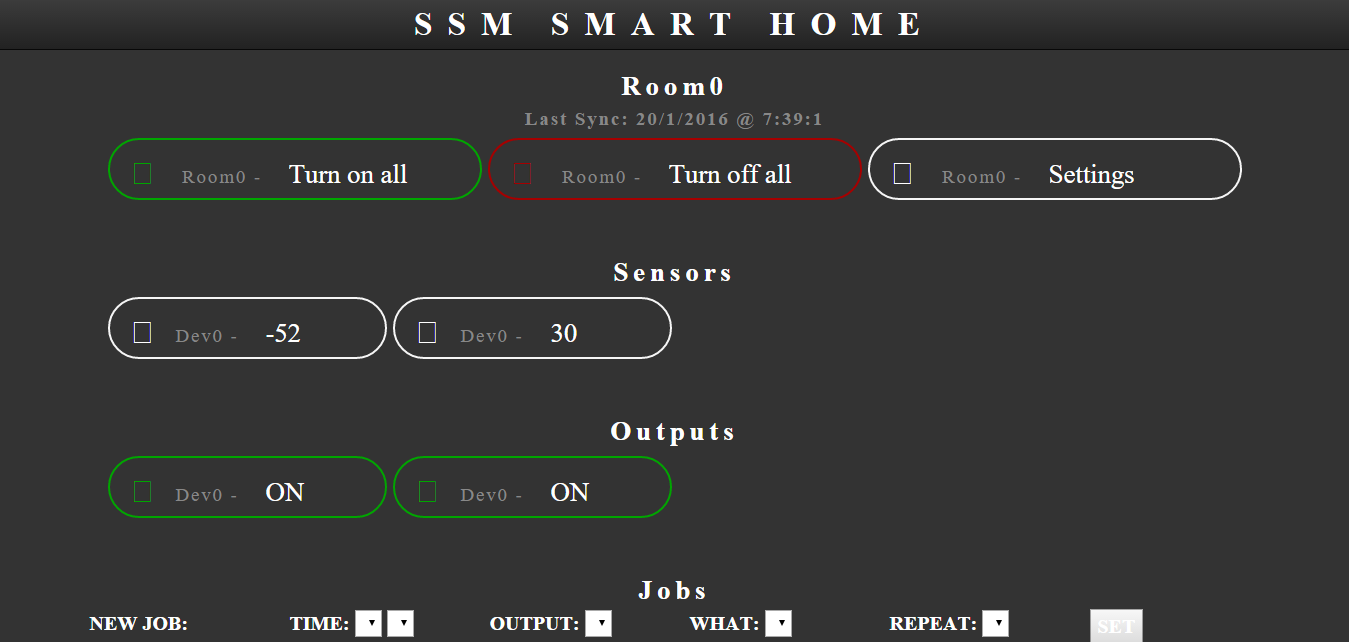 SSM SMART HOME
Room0
Last Sync: 20/1/2016 @ 7:39:1
Room0 - Turn on all Room0 - Turn off all Room0 - Settings
Sensors
Dev0 - -52 Dev0 - 30
Outputs
Dev0 - ON Dev0 - ON
Jobs
NEW JOB: TIME: OUTPUT: WHAT: REPEAT: SET